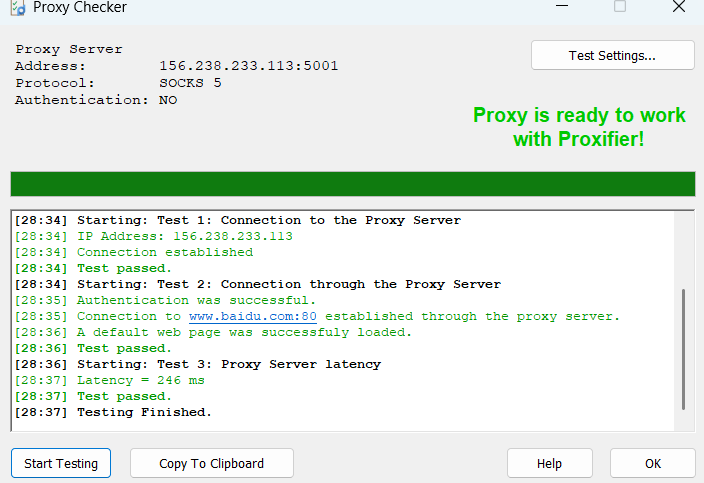 Proxy Checker
Proxy Server
Address: 156.238.233.113:5001
Protocol: SOCKS 5
Authentication: NO
Test Settings...
Proxy is ready to work
with Proxifier!
[28:34] Starting: Test 1: Connection to the Proxy Server
[28:34] IP Address: 156.238.233.113
[28:34] Connection established
[28:34] Test passed.
[28:34] Starting: Test 2: Connection through the Proxy Server
[28:35] Authentication was successful.
[28:35] Connection to www.baidu.com:80 established through the proxy server.
[28:36] A default web page was successfuly loaded.
[28:36] Test passed.
[28:36] Starting: Test 3: Proxy Server latency
[28:37] Latency = 246 ms
[28:37] Test passed.
[28:37] Testing Finished.
Start Testing
Copy To Clipboard
Help
OK